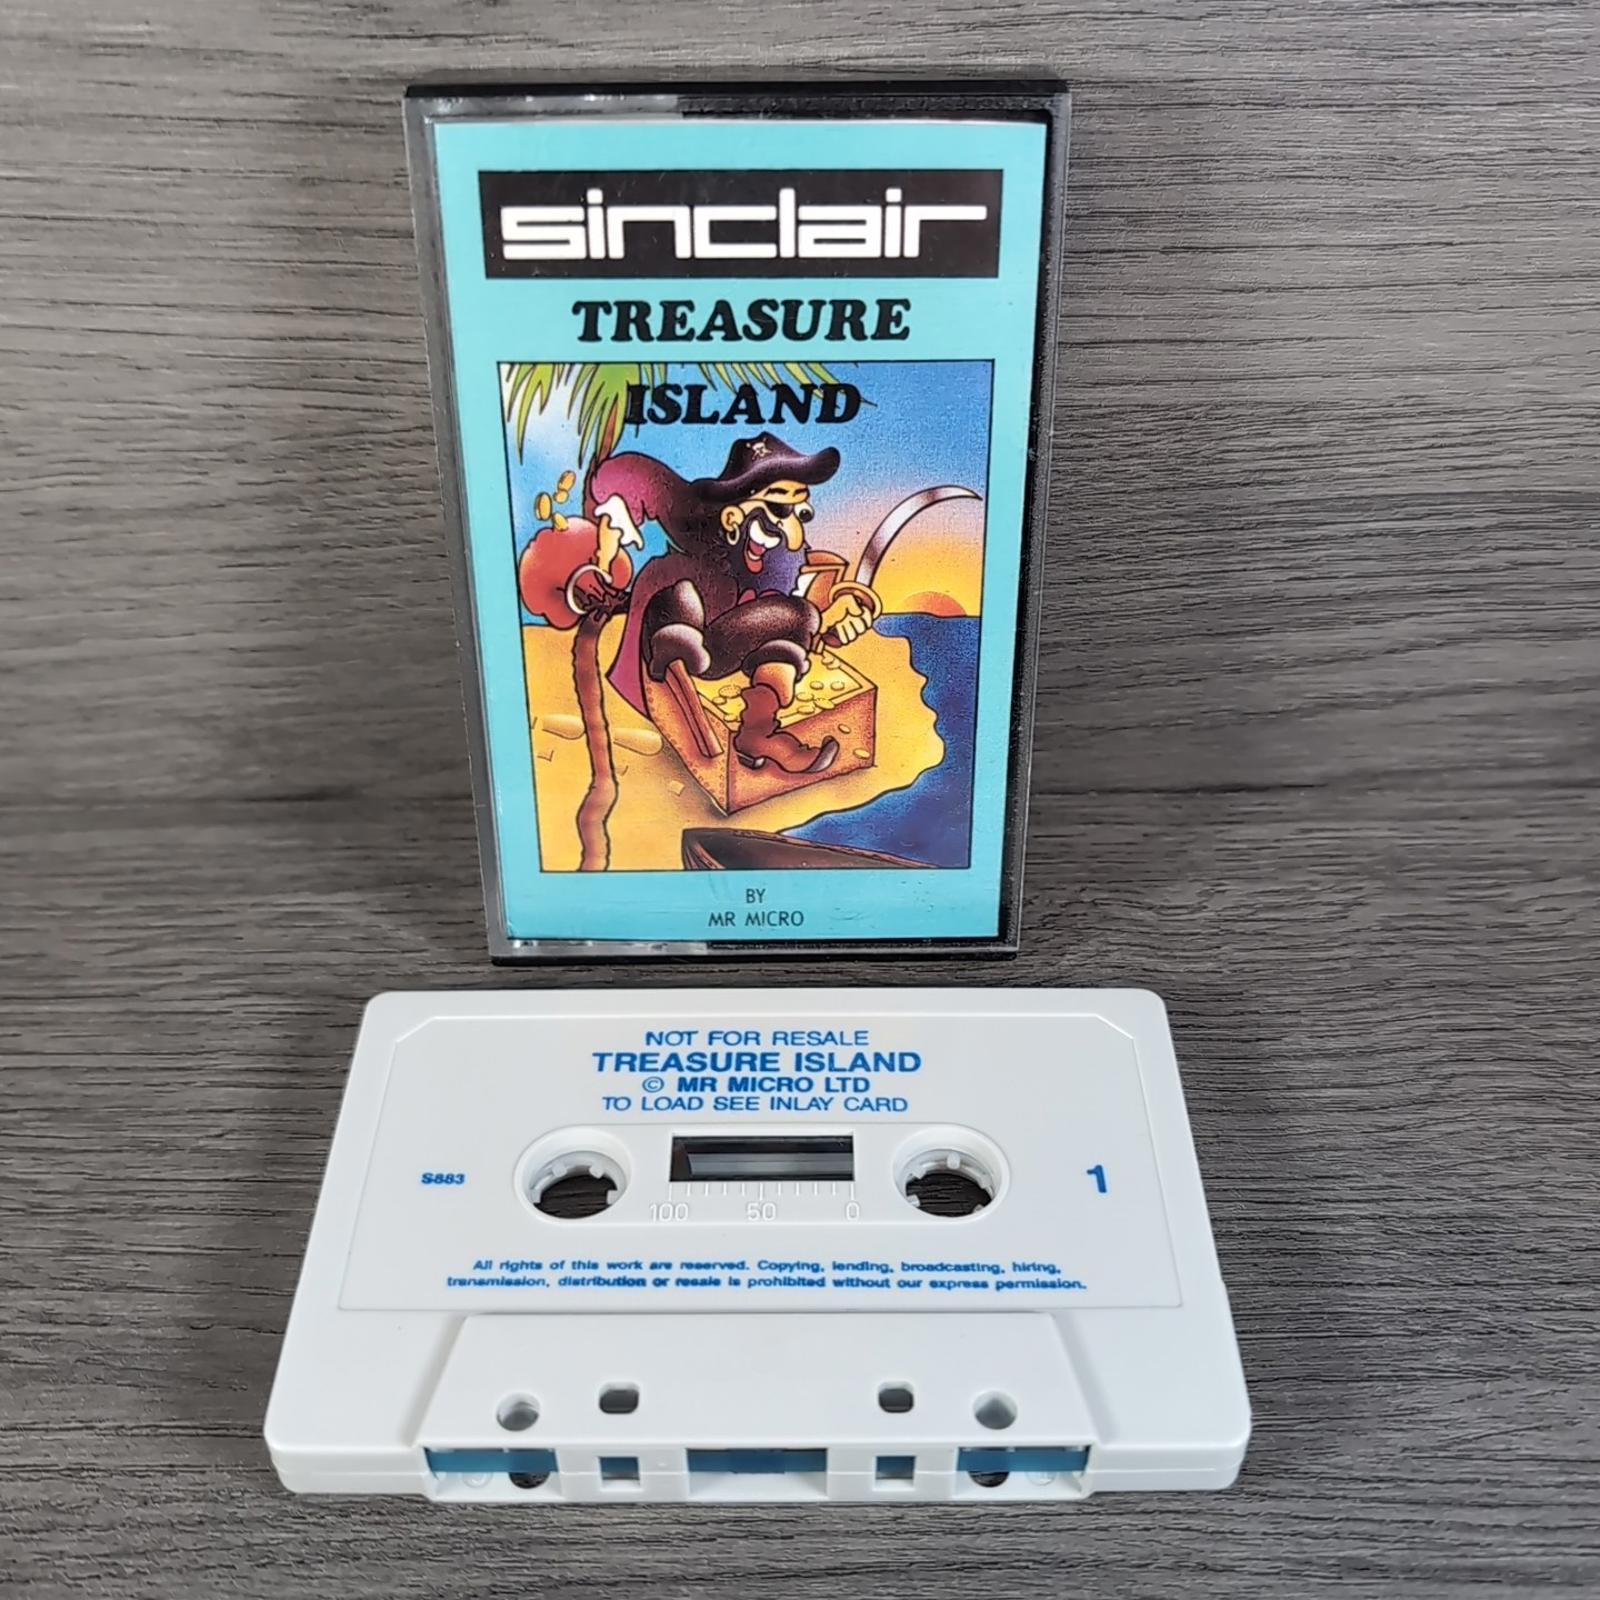 sinclair
TREASURE
ISLAND
BY
MR MICRO
NOT FOR RESALE
TREASURE ISLAND
© MR MICRO LTD
TO LOAD SEE INLAY CARD
S883
1
100 50 0
All rights of this work are reserved. Copying, lending, broadcasting, hiring,
transmission, distribution or resale is prohibited without our express permission.